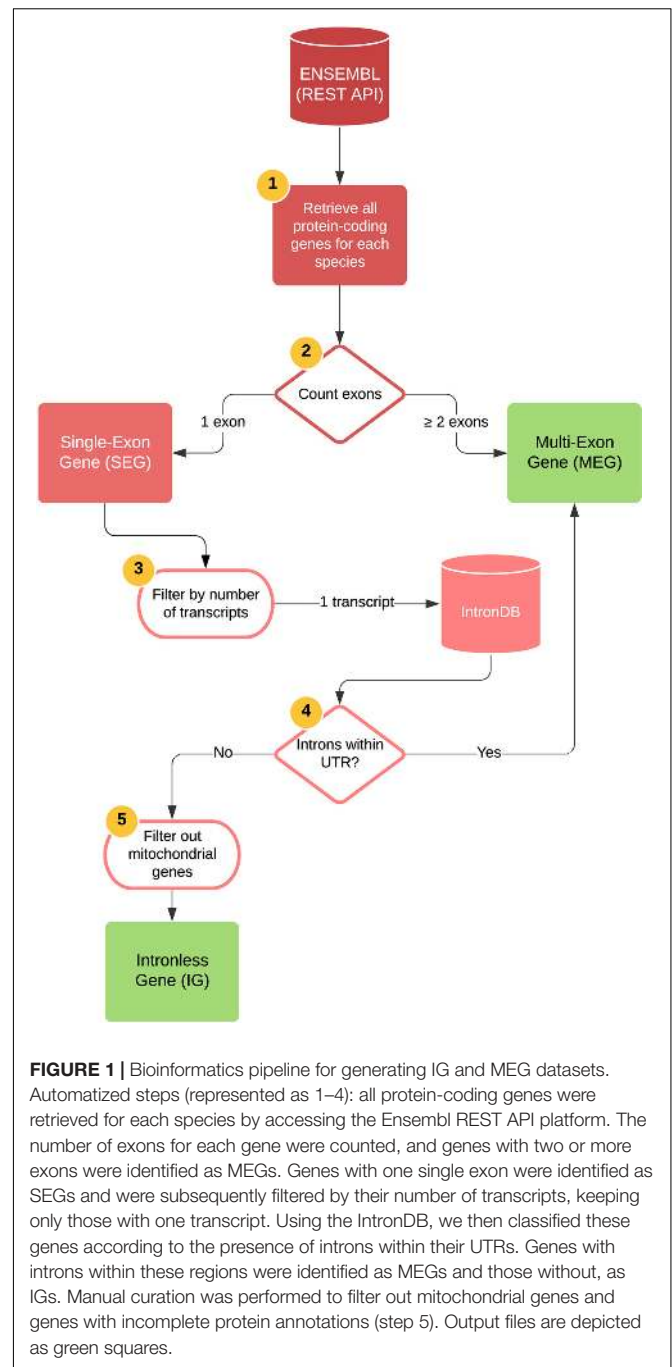 ENSEMBL
(REST API)
1
Retrieve all
protein-coding
genes for each
species
2
Count exons
1 exon
≥ 2 exons
Single-Exon
Gene (SEG)
Multi-Exon
Gene (MEG)
3
Filter by number
of transcripts
1 transcript
IntronDB
4
Introns within
UTR?
No
Yes
5
Filter out
mitochondrial
genes
Intronless
Gene (IG)
FIGURE 1 | Bioinformatics pipeline for generating IG and MEG datasets.
Automatized steps (represented as 1–4): all protein-coding genes were
retrieved for each species by accessing the Ensembl REST API platform. The
number of exons for each gene were counted, and genes with two or more
exons were identified as MEGs. Genes with one single exon were identified as
SEGs and were subsequently filtered by their number of transcripts, keeping
only those with one transcript. Using the IntronDB, we then classified these
genes according to the presence of introns within their UTRs. Genes with
introns within these regions were identified as MEGs and those without, as
IGs. Manual curation was performed to filter out mitochondrial genes and
genes with incomplete protein annotations (step 5). Output files are depicted
as green squares.